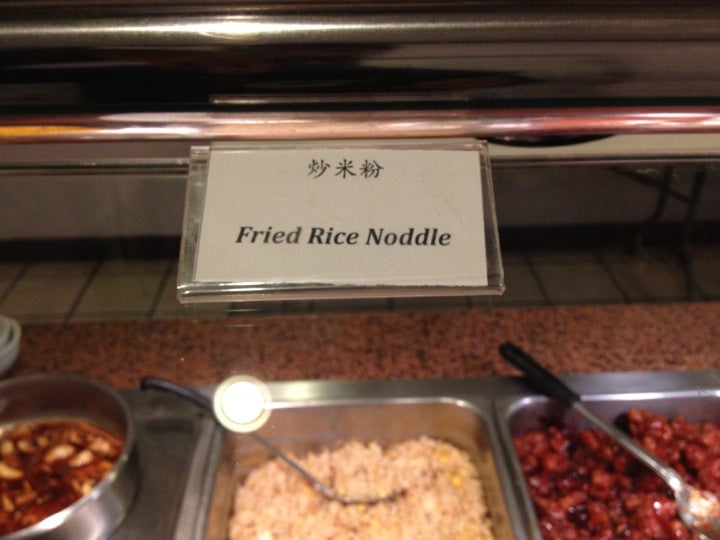 炒米粉
Fried Rice Noddle